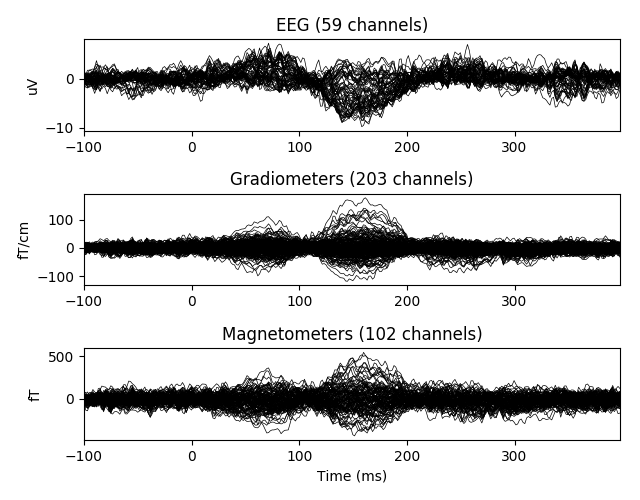 EEG (59 channels)
uV
0
−10
−100 0 100 200 300
Gradiometers (203 channels)
fT/cm
100
0
−100
−100 0 100 200 300
Magnetometers (102 channels)
fT
500
0
−100 0 100 200 300
Time (ms)